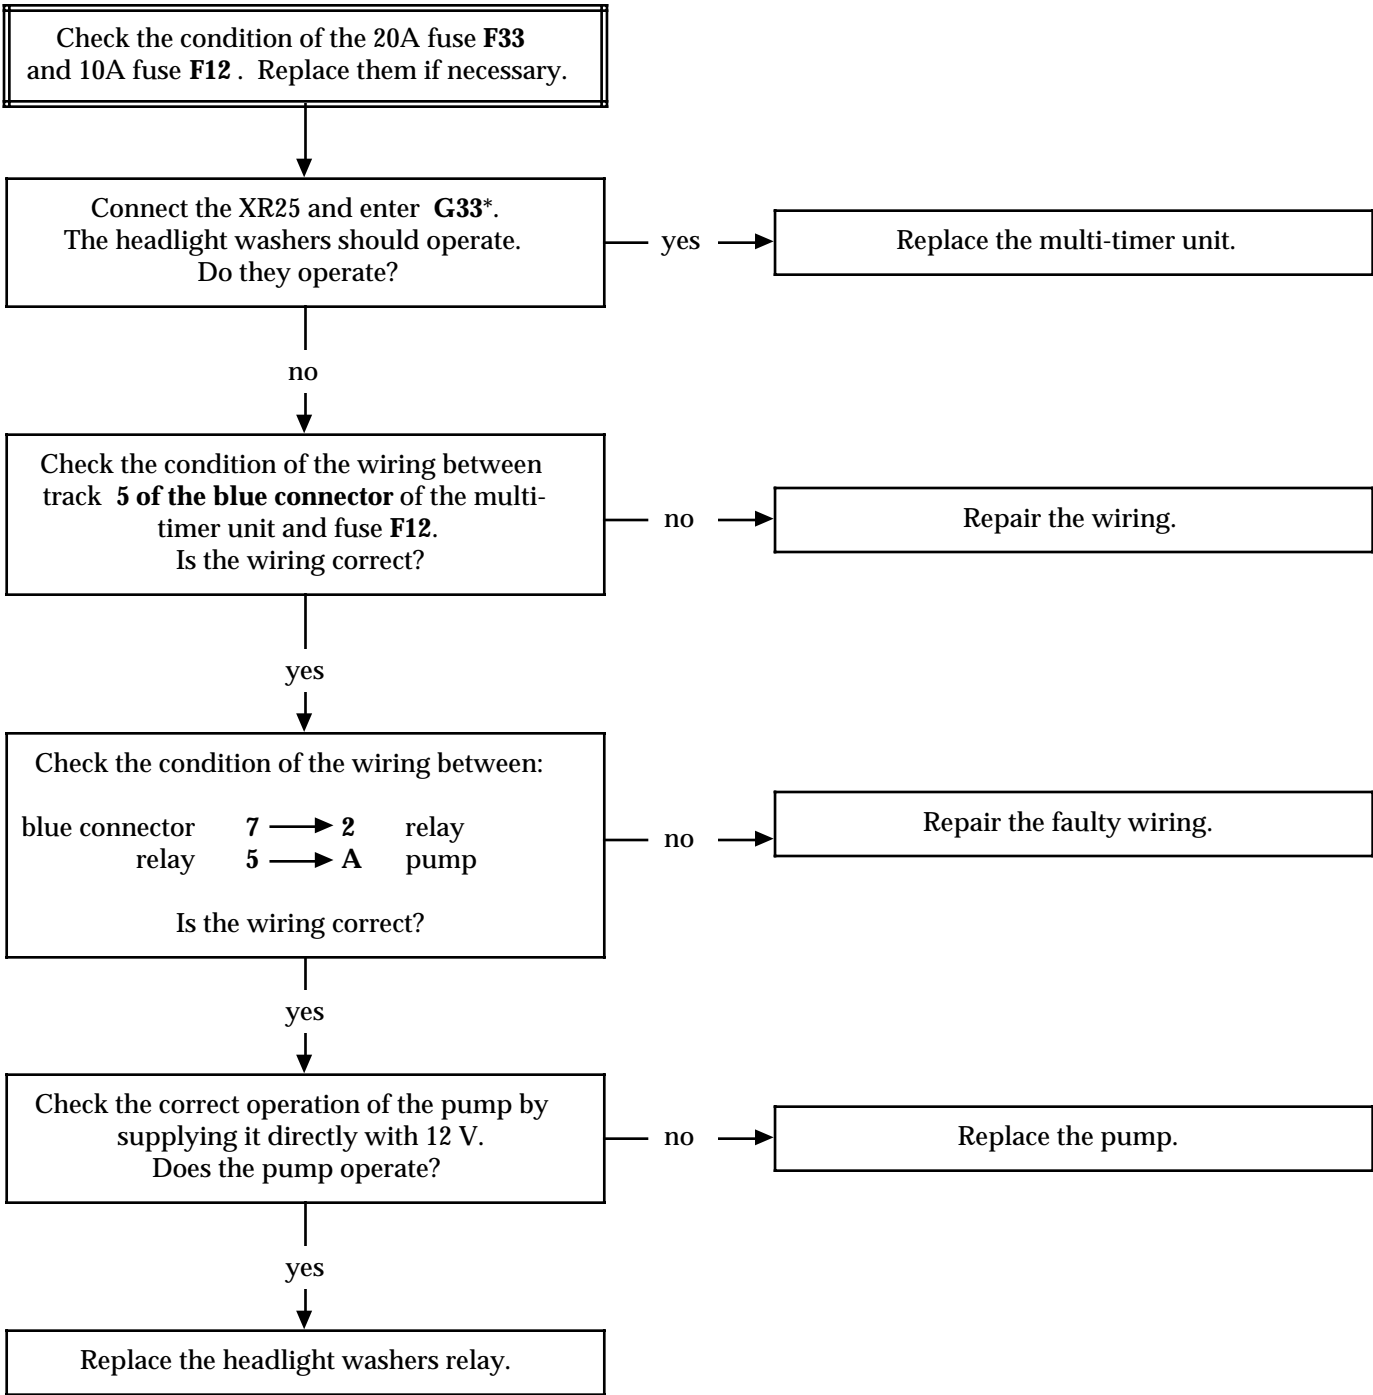 Check the condition of the 20A fuse F33
and 10A fuse F12 . Replace them if necessary.
Connect the XR25 and enter G33*.
The headlight washers should operate.
Do they operate?
yes
Replace the multi-timer unit.
no
Check the condition of the wiring between
track 5 of the blue connector of the multi-
timer unit and fuse F12.
Is the wiring correct?
no
Repair the wiring.
yes
Check the condition of the wiring between:
blue connector 7 → 2 relay
relay 5 → A pump
Is the wiring correct?
no
Repair the faulty wiring.
yes
Check the correct operation of the pump by
supplying it directly with 12 V.
Does the pump operate?
no
Replace the pump.
yes
Replace the headlight washers relay.